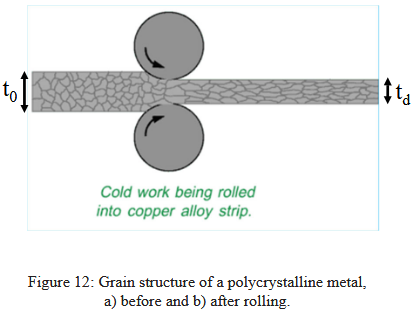 t0
td
Cold work being rolled
into copper alloy strip.
Figure 12: Grain structure of a polycrystalline metal,
a) before and b) after rolling.